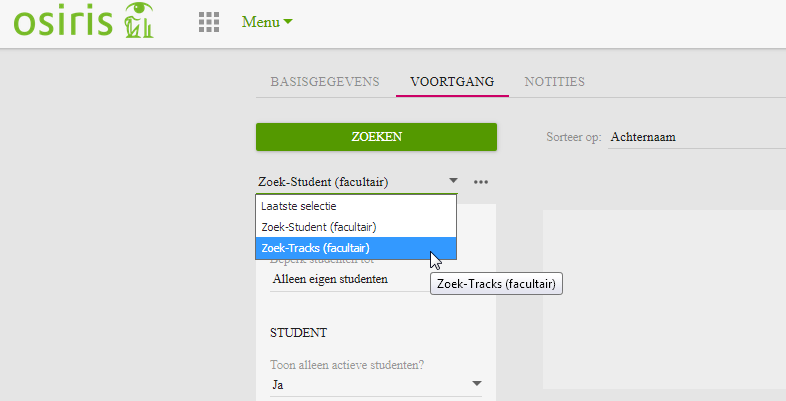 osiris
Menu
BASISGEGEVENS VOORTGANG NOTITIES
ZOEKEN
Sorteer op: Achternaam
Zoek-Student (facultair)
Laatste selectie
Zoek-Student (facultair)
Zoek-Tracks (facultair)
Beperk studenten tot
Alleen eigen studenten
Zoek-Tracks (facultair)
STUDENT
Toon alleen actieve studenten?
Ja